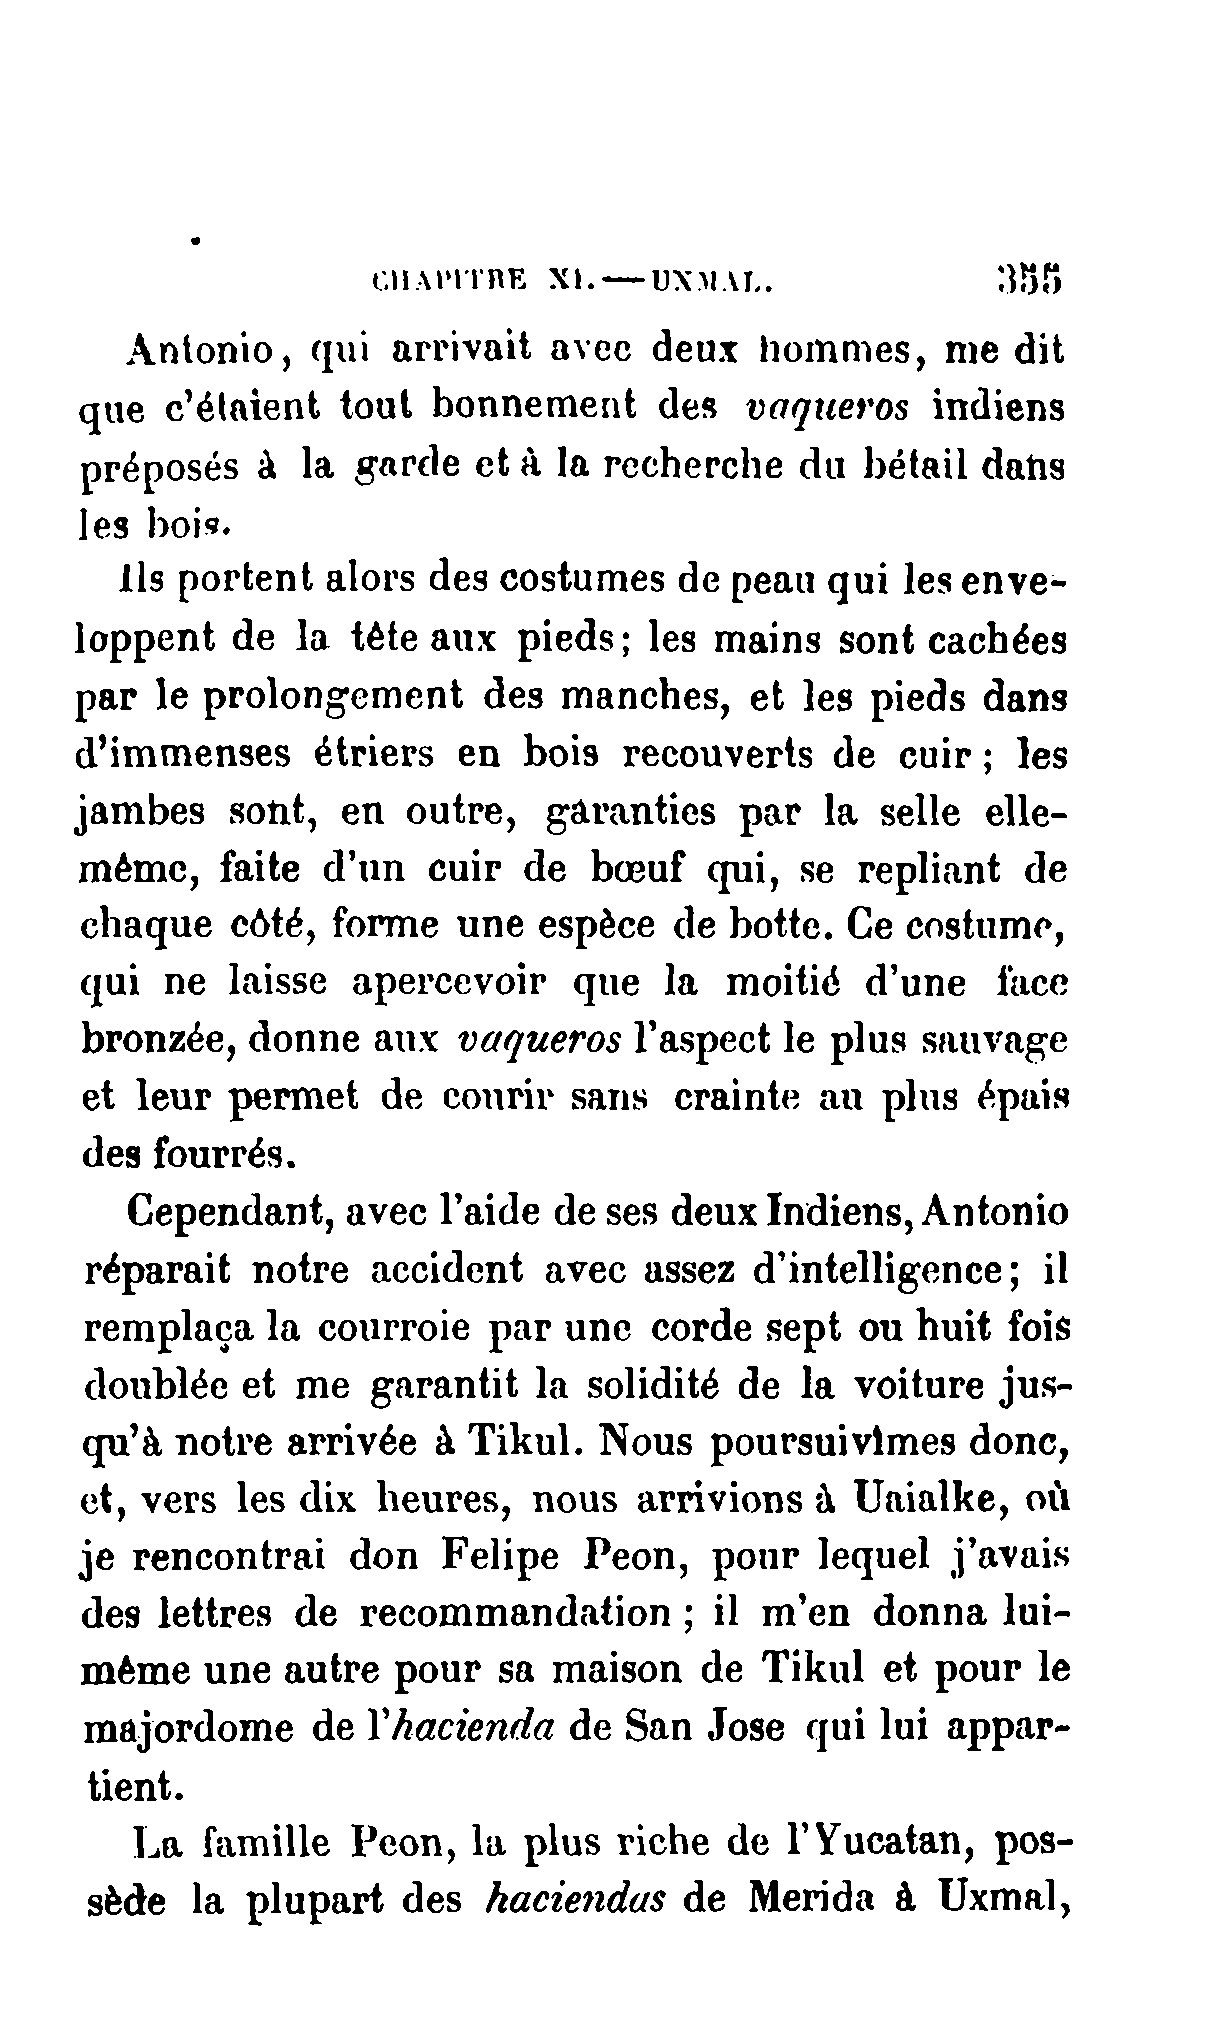 CHAPITRE XI.—UXMAL. 355
Antonio, qui arrivait avec deux hommes, me dit
que c'étaient tout bonnement des vaqueros indiens
préposés à la garde et à la recherche du bétail dans
les bois.
Ils portent alors des costumes de peau qui les enve-
loppent de la tête aux pieds; les mains sont cachées
par le prolongement des manches, et les pieds dans
d'immenses étriers en bois recouverts de cuir ; les
jambes sont, en outre, garanties par la selle elle-
même, faite d'un cuir de bœuf qui, se repliant de
chaque côté, forme une espèce de botte. Ce costume,
qui ne laisse apercevoir que la moitié d'une face
bronzée, donne aux vaqueros l'aspect le plus sauvage
et leur permet de courir sans crainte au plus épais
des fourrés.
Cependant, avec l'aide de ses deux Indiens, Antonio
réparait notre accident avec assez d'intelligence; il
remplaça la courroie par une corde sept ou huit fois
doublée et me garantit la solidité de la voiture jus-
qu'à notre arrivée à Tikul. Nous poursuivîmes donc,
et, vers les dix heures, nous arrivions à Uaialke, où
je rencontrai don Felipe Peon, pour lequel j'avais
des lettres de recommandation ; il m'en donna lui-
même une autre pour sa maison de Tikul et pour le
majordome de l'hacienda de San Jose qui lui appar-
tient.
La famille Peon, la plus riche de l'Yucatan, pos-
sède la plupart des haciendas de Merida à Uxmal,